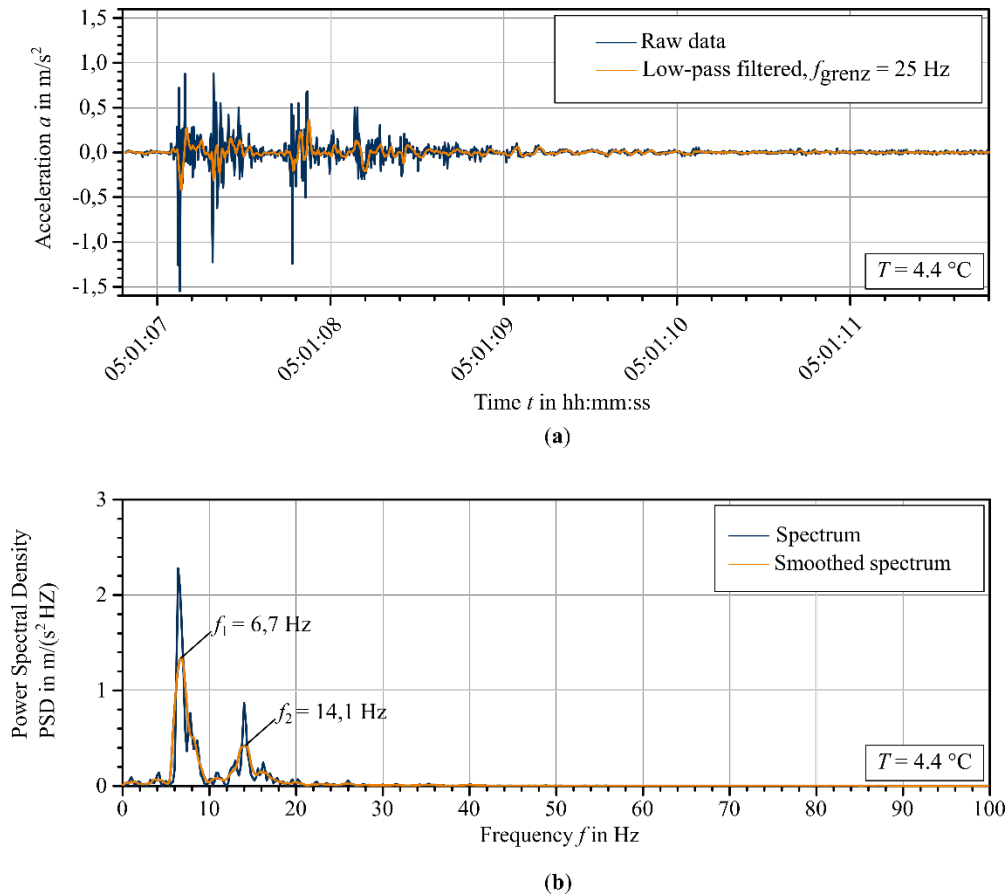 1,5
1,0
0,5
0,0
-0,5
-1,0
-1,5
Acceleration a in m/s²
Raw data
Low-pass filtered, fgrenz = 25 Hz
T = 4.4 °C
05:01:07
05:01:08
05:01:09
05:01:10
05:01:11
Time t in hh:mm:ss
(a)
3
2
1
0
Power Spectral Density
PSD in m/(s² HZ)
Spectrum
Smoothed spectrum
f1 = 6,7 Hz
f2 = 14,1 Hz
T = 4.4 °C
0 10 20 30 40 50 60 70 80 90 100
Frequency f in Hz
(b)